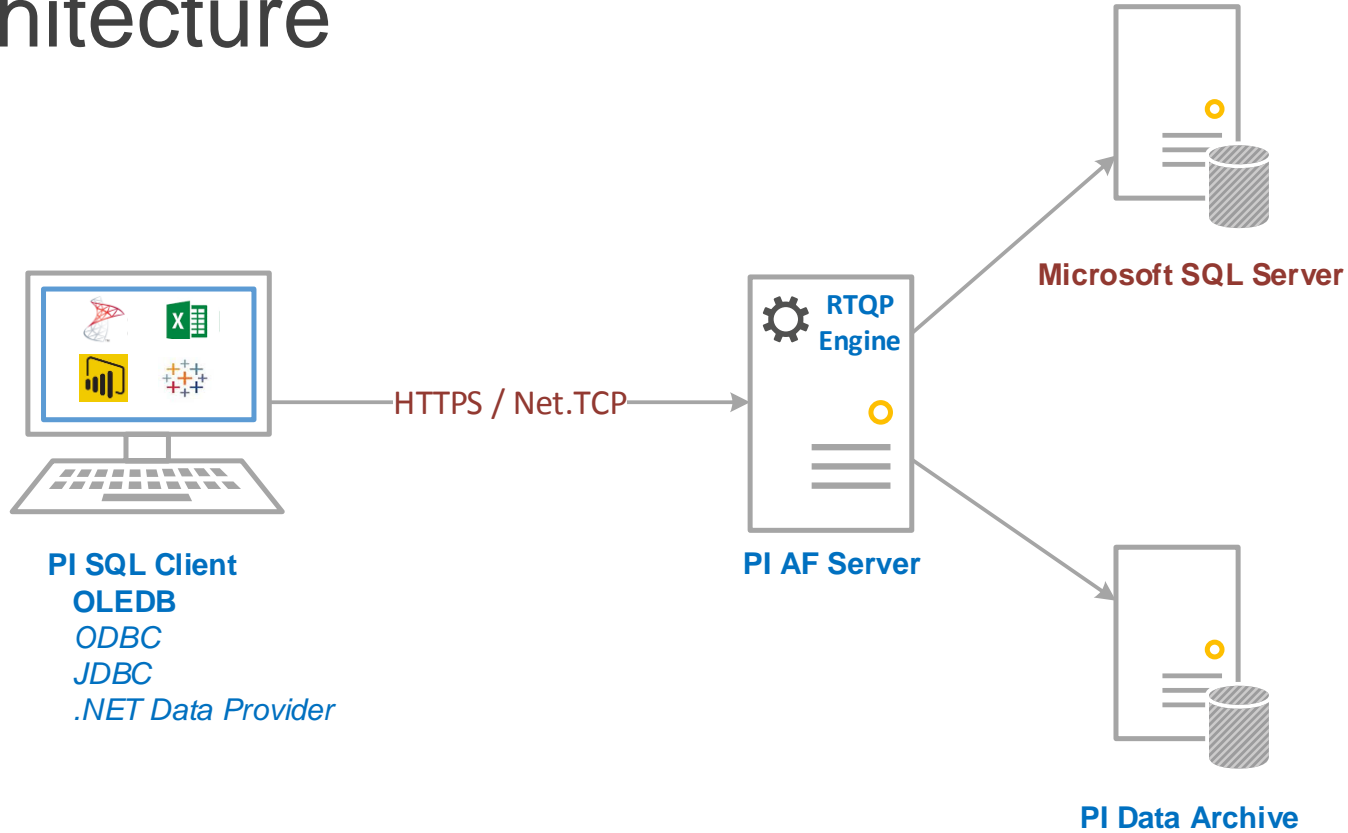 hitecture
Microsoft SQL Server
RTQP
Engine
HTTPS / Net.TCP
PI SQL Client
OLEDB
ODBC
JDBC
.NET Data Provider
PI AF Server
PI Data Archive